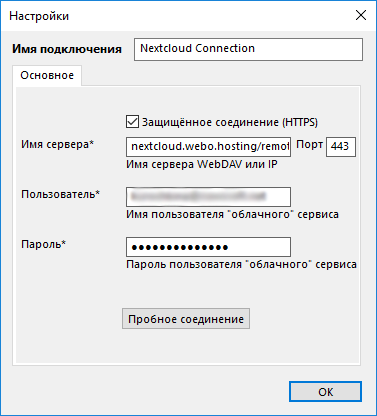 Настройки
Имя подключения Nextcloud Connection
Основное
Защищённое соединение (HTTPS)
Имя сервера* nextcloud.webo.hosting/remot Порт 443
Имя сервера WebDAV или IP
Пользователь*
Имя пользователя "облачного" сервиса
Пароль* ●●●●●●●●●●●●●●
Пароль пользователя "облачного" сервиса
Пробное соединение
OK